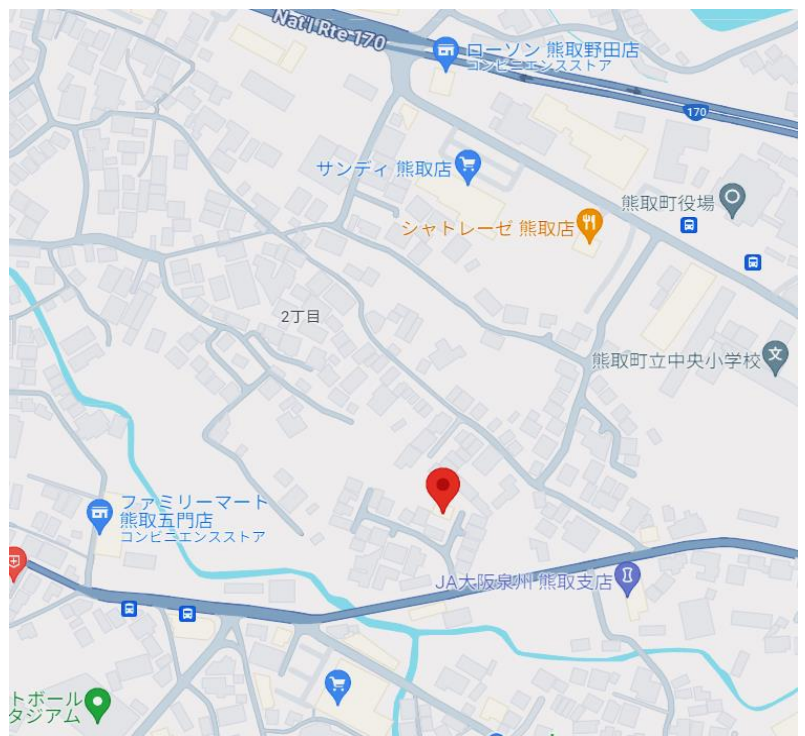 Nat'l Rte 170
ローソン 熊取野田店
コンビニエンスストア
170
サンディ 熊取店
熊取町役場
シャトレーゼ 熊取店
2丁目
熊取町立中央小学校
文
ファミリーマート
熊取五門店
コンビニエンスストア
JA大阪泉州 熊取支店
トボール
タジアム